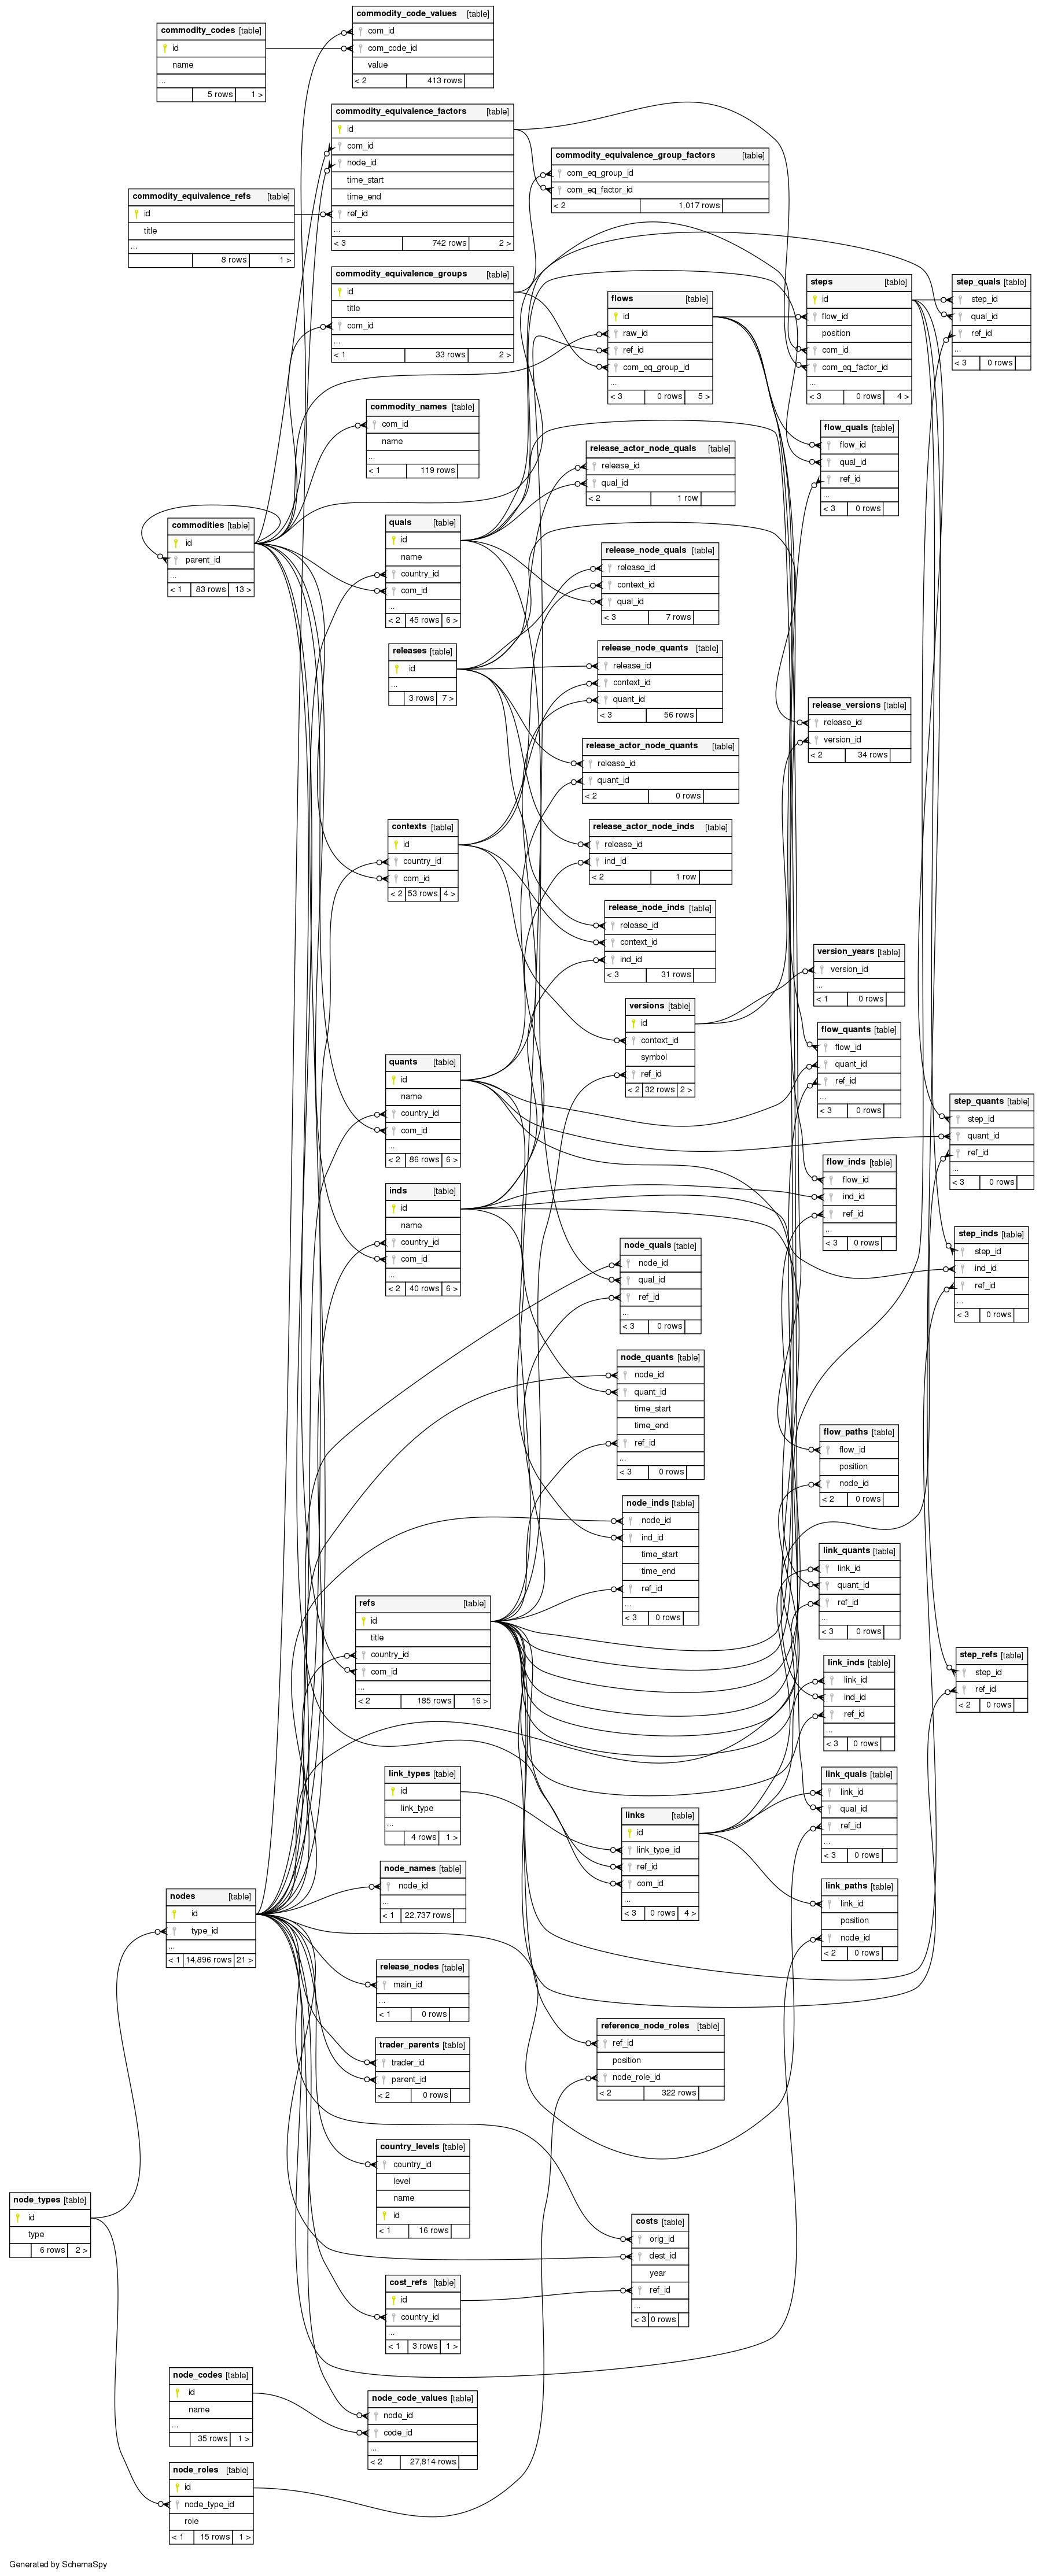 commodity_codes [table]
id
name
...
5 rows 1 >
commodity_code_values [table]
com_id
com_code_id
value
< 2 413 rows
commodity_equivalence_factors [table]
id
com_id
node_id
time_start
time_end
ref_id
...
< 3 742 rows 2 >
commodity_equivalence_group_factors [table]
com_eq_group_id
com_eq_factor_id
< 2 1,017 rows
commodity_equivalence_refs [table]
id
title
...
8 rows 1 >
commodity_equivalence_groups [table]
id
title
com_id
...
< 1 33 rows 2 >
flows [table]
id
raw_id
ref_id
com_eq_group_id
...
< 3 0 rows 5 >
steps [table]
id
flow_id
position
com_id
com_eq_factor_id
...
< 3 0 rows 4 >
step_quals [table]
step_id
qual_id
ref_id
...
< 3 0 rows
commodity_names [table]
com_id
name
...
< 1 119 rows
flow_quals [table]
flow_id
qual_id
ref_id
...
< 3 0 rows
release_actor_node_quals [table]
release_id
qual_id
< 2 1 row
commodities [table]
id
parent_id
...
< 1 83 rows 13 >
quals [table]
id
name
country_id
com_id
...
< 2 45 rows 6 >
release_node_quals [table]
release_id
context_id
qual_id
< 3 7 rows
releases [table]
id
...
3 rows 7 >
release_node_quants [table]
release_id
context_id
quant_id
< 3 56 rows
release_versions [table]
release_id
version_id
< 2 34 rows
release_actor_node_quants [table]
release_id
quant_id
< 2 0 rows
contexts [table]
id
country_id
com_id
< 2 53 rows 4 >
release_actor_node_inds [table]
release_id
ind_id
< 2 1 row
release_node_inds [table]
release_id
context_id
ind_id
< 3 31 rows
version_years [table]
version_id
...
< 1 0 rows
versions [table]
id
context_id
symbol
ref_id
< 2 32 rows 2 >
flow_quants [table]
flow_id
quant_id
ref_id
...
< 3 0 rows
quants [table]
id
name
country_id
com_id
...
< 2 86 rows 6 >
step_quants [table]
step_id
quant_id
ref_id
...
< 3 0 rows
flow_inds [table]
flow_id
ind_id
ref_id
...
< 3 0 rows
inds [table]
id
name
country_id
com_id
...
< 2 40 rows 6 >
step_inds [table]
step_id
ind_id
ref_id
...
< 3 0 rows
node_quals [table]
node_id
qual_id
ref_id
...
< 3 0 rows
node_quants [table]
node_id
quant_id
time_start
time_end
ref_id
...
< 3 0 rows
flow_paths [table]
flow_id
position
node_id
< 2 0 rows
node_inds [table]
node_id
ind_id
time_start
time_end
ref_id
...
< 3 0 rows
link_quants [table]
link_id
quant_id
ref_id
...
< 3 0 rows
refs [table]
id
title
country_id
com_id
...
< 2 185 rows 16 >
step_refs [table]
step_id
ref_id
< 2 0 rows
link_inds [table]
link_id
ind_id
ref_id
...
< 3 0 rows
link_types [table]
id
link_type
...
4 rows 1 >
link_quals [table]
link_id
qual_id
ref_id
...
< 3 0 rows
links [table]
id
link_type_id
ref_id
com_id
...
< 3 0 rows 4 >
node_names [table]
node_id
...
< 1 22,737 rows
link_paths [table]
link_id
position
node_id
< 2 0 rows
nodes [table]
id
type_id
...
< 1 14,896 rows 21 >
release_nodes [table]
main_id
...
< 1 0 rows
reference_node_roles [table]
ref_id
position
node_role_id
< 2 322 rows
trader_parents [table]
trader_id
parent_id
< 2 0 rows
country_levels [table]
country_id
level
name
id
< 1 16 rows
node_types [table]
id
type
6 rows 2 >
costs [table]
orig_id
dest_id
year
ref_id
...
< 3 0 rows
cost_refs [table]
id
country_id
...
< 1 3 rows 1 >
node_codes [table]
id
name
...
35 rows 1 >
node_code_values [table]
node_id
code_id
...
< 2 27,814 rows
node_roles [table]
id
node_type_id
role
< 1 15 rows 1 >
Generated by SchemaSpy